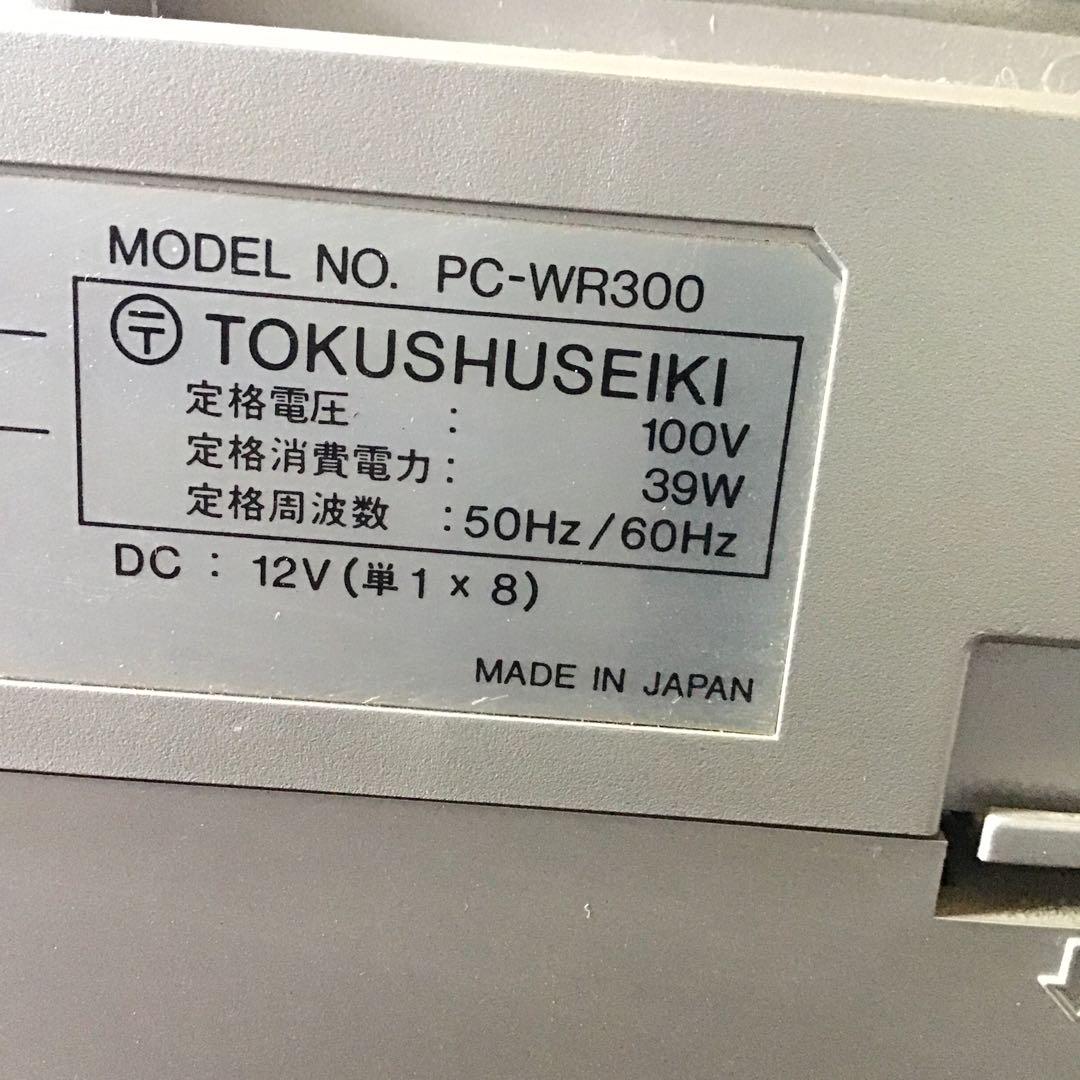 MODEL NO. PC-WR300
〶 TOKUSHUSEIKI
定格電圧 : 100V
定格消費電力 : 39W
定格周波数 : 50Hz/60Hz
DC : 12V (単1 × 8)
MADE IN JAPAN